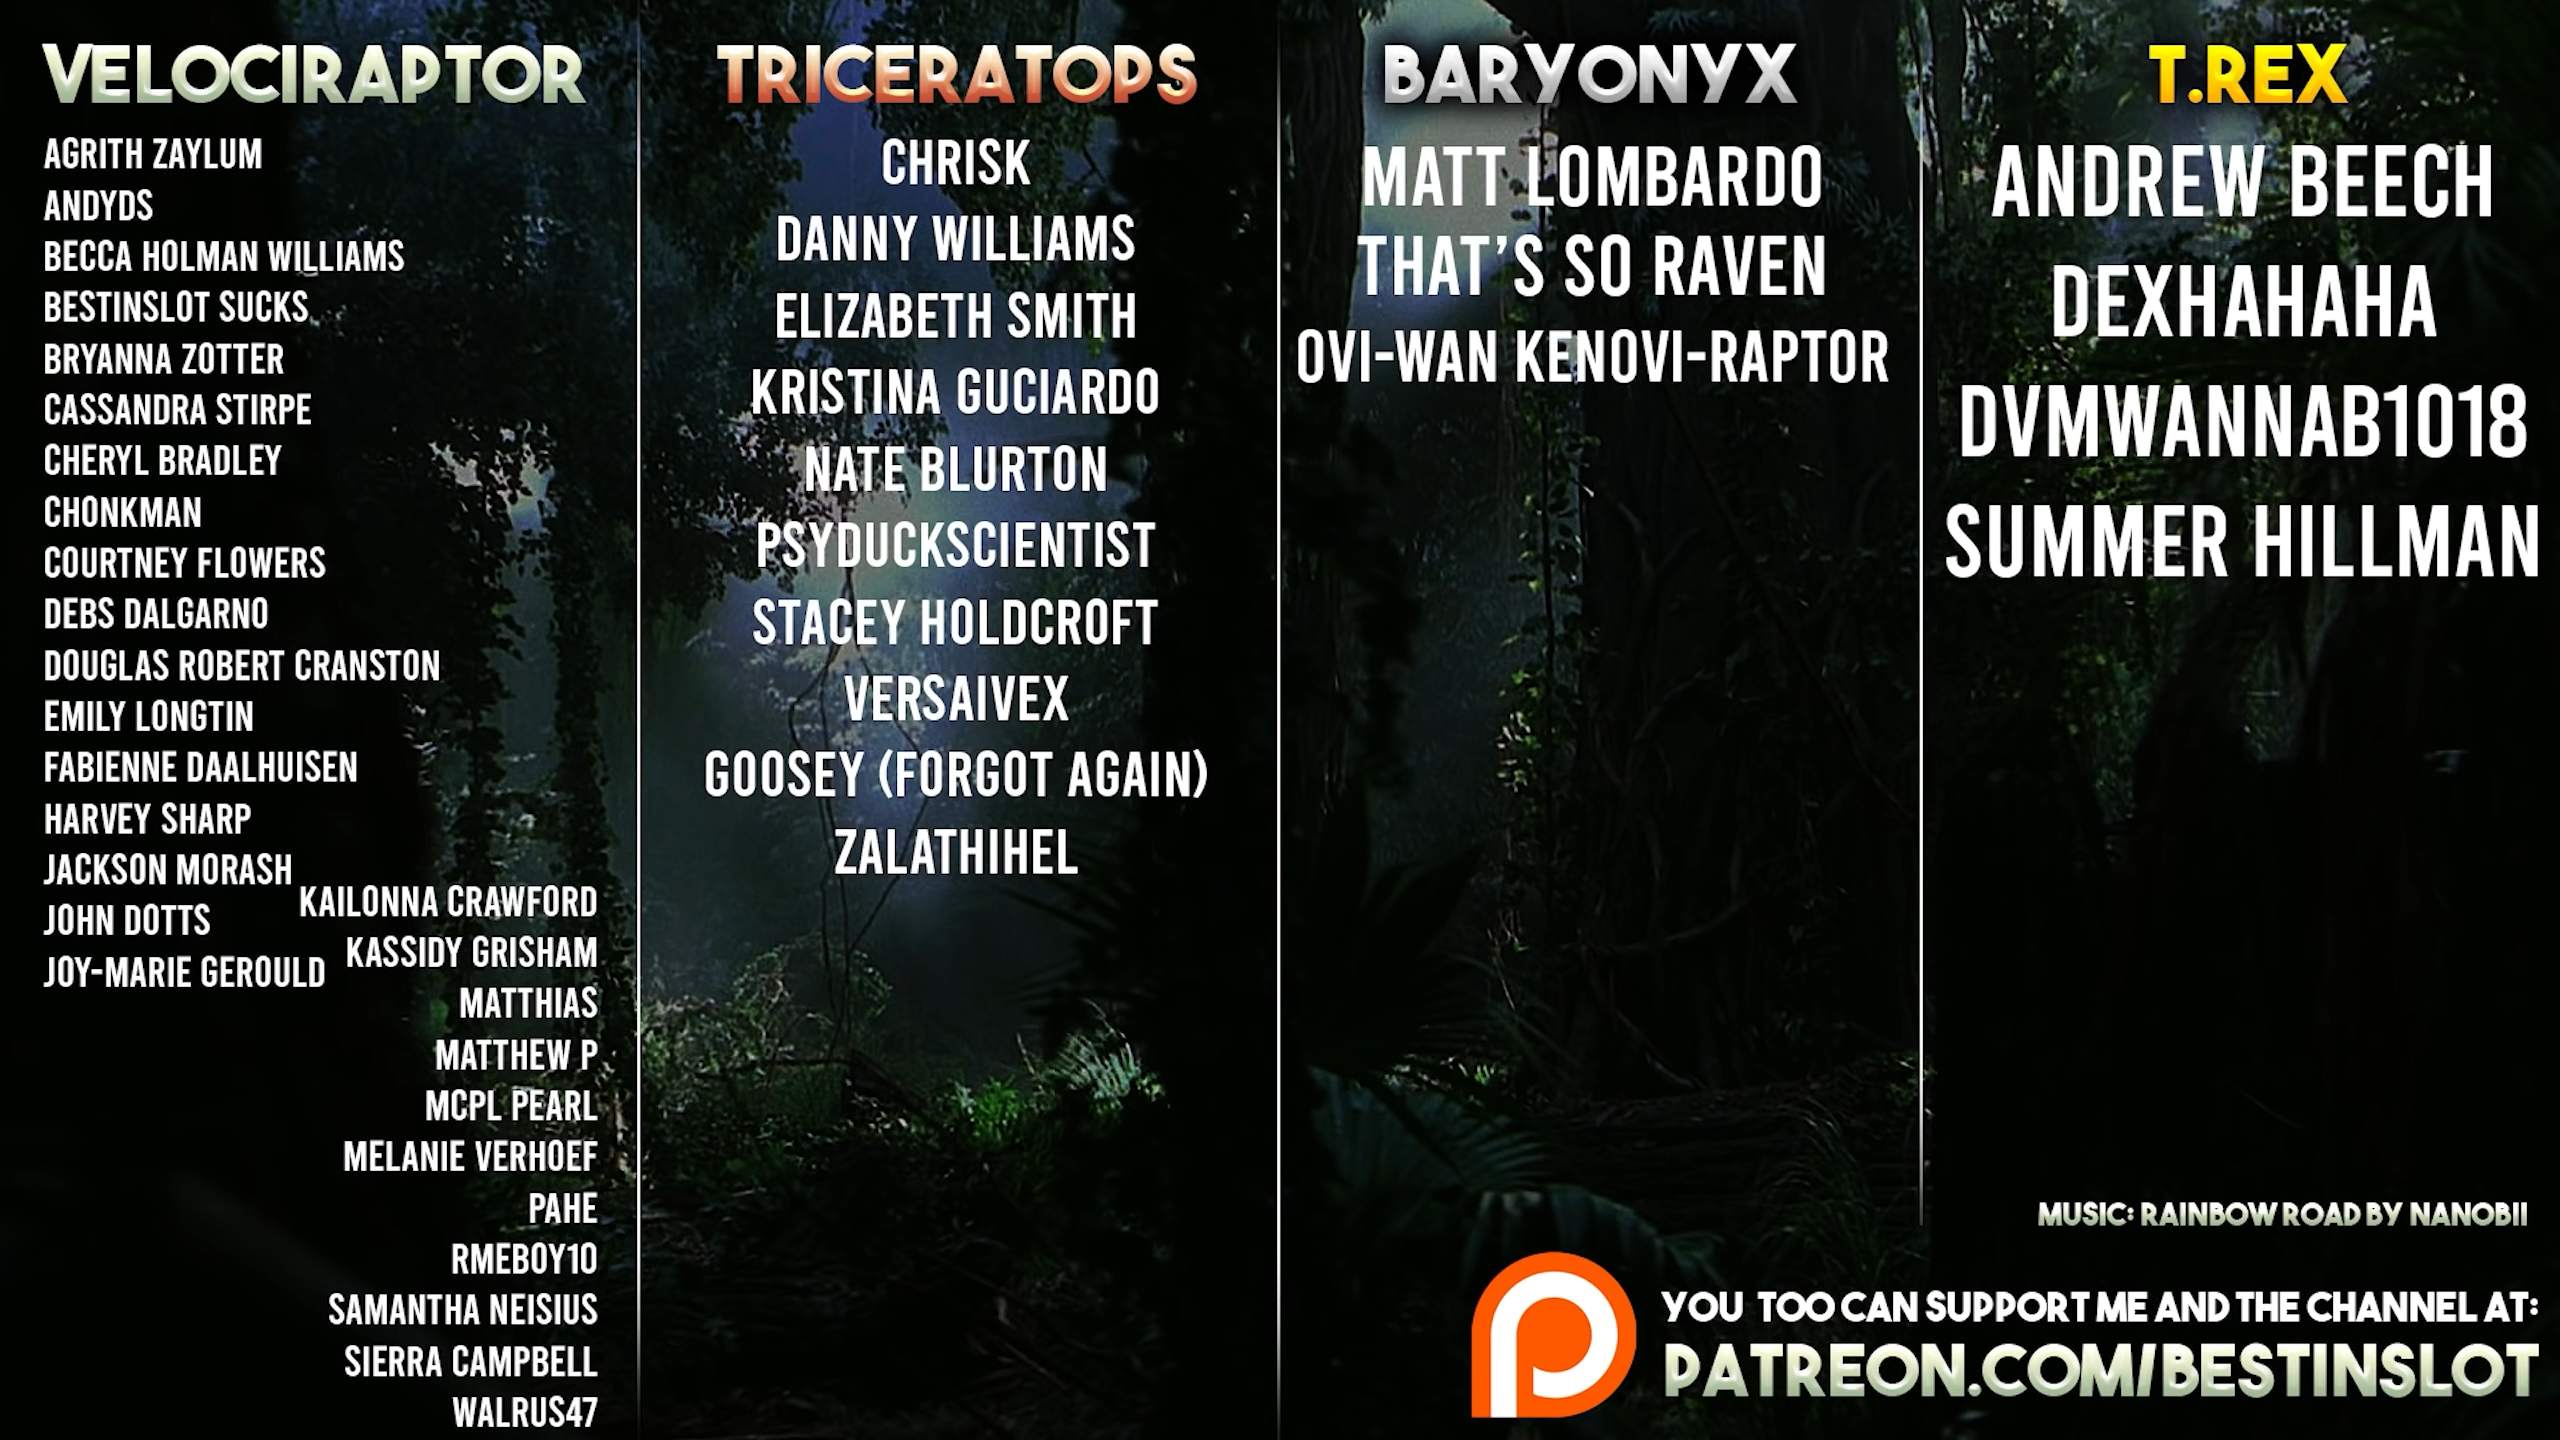 VELOCIRAPTOR
AGRITH ZAYLUM
ANDYDS
BECCA HOLMAN WILLIAMS
BESTINSLOT SUCKS
BRYANNA ZOTTER
CASSANDRA STIRPE
CHERYL BRADLEY
CHONKMAN
COURTNEY FLOWERS
DEBS DALGARNO
DOUGLAS ROBERT CRANSTON
EMILY LONGTIN
FABIENNE DAALHUISEN
HARVEY SHARP
JACKSON MORASH
JOHN DOTTS
JOY-MARIE GEROULD
KAILONNA CRAWFORD
KASSIDY GRISHAM
MATTHIAS
MATTHEW P
MCPL PEARL
MELANIE VERHOEF
PAHE
RMEBOY10
SAMANTHA NEISIUS
SIERRA CAMPBELL
WALRUS47
TRICERATOPS
CHRISK
DANNY WILLIAMS
ELIZABETH SMITH
KRISTINA GUCIARDO
NATE BLURTON
PSYDUCKSCIENTIST
STACEY HOLDCROFT
VERSAIVEX
GOOSEY (FORGOT AGAIN)
ZALATHIHEL
BARYONYX
MATT LOMBARDO
THAT'S SO RAVEN
OVI-WAN KENOVI-RAPTOR
T.REX
ANDREW BEECH
DEXHAHAHA
DVMWANNAB1018
SUMMER HILLMAN
MUSIC: RAINBOW ROAD BY NANOBII
YOU TOO CAN SUPPORT ME AND THE CHANNEL AT:
PATREON.COM/BESTINSLOT